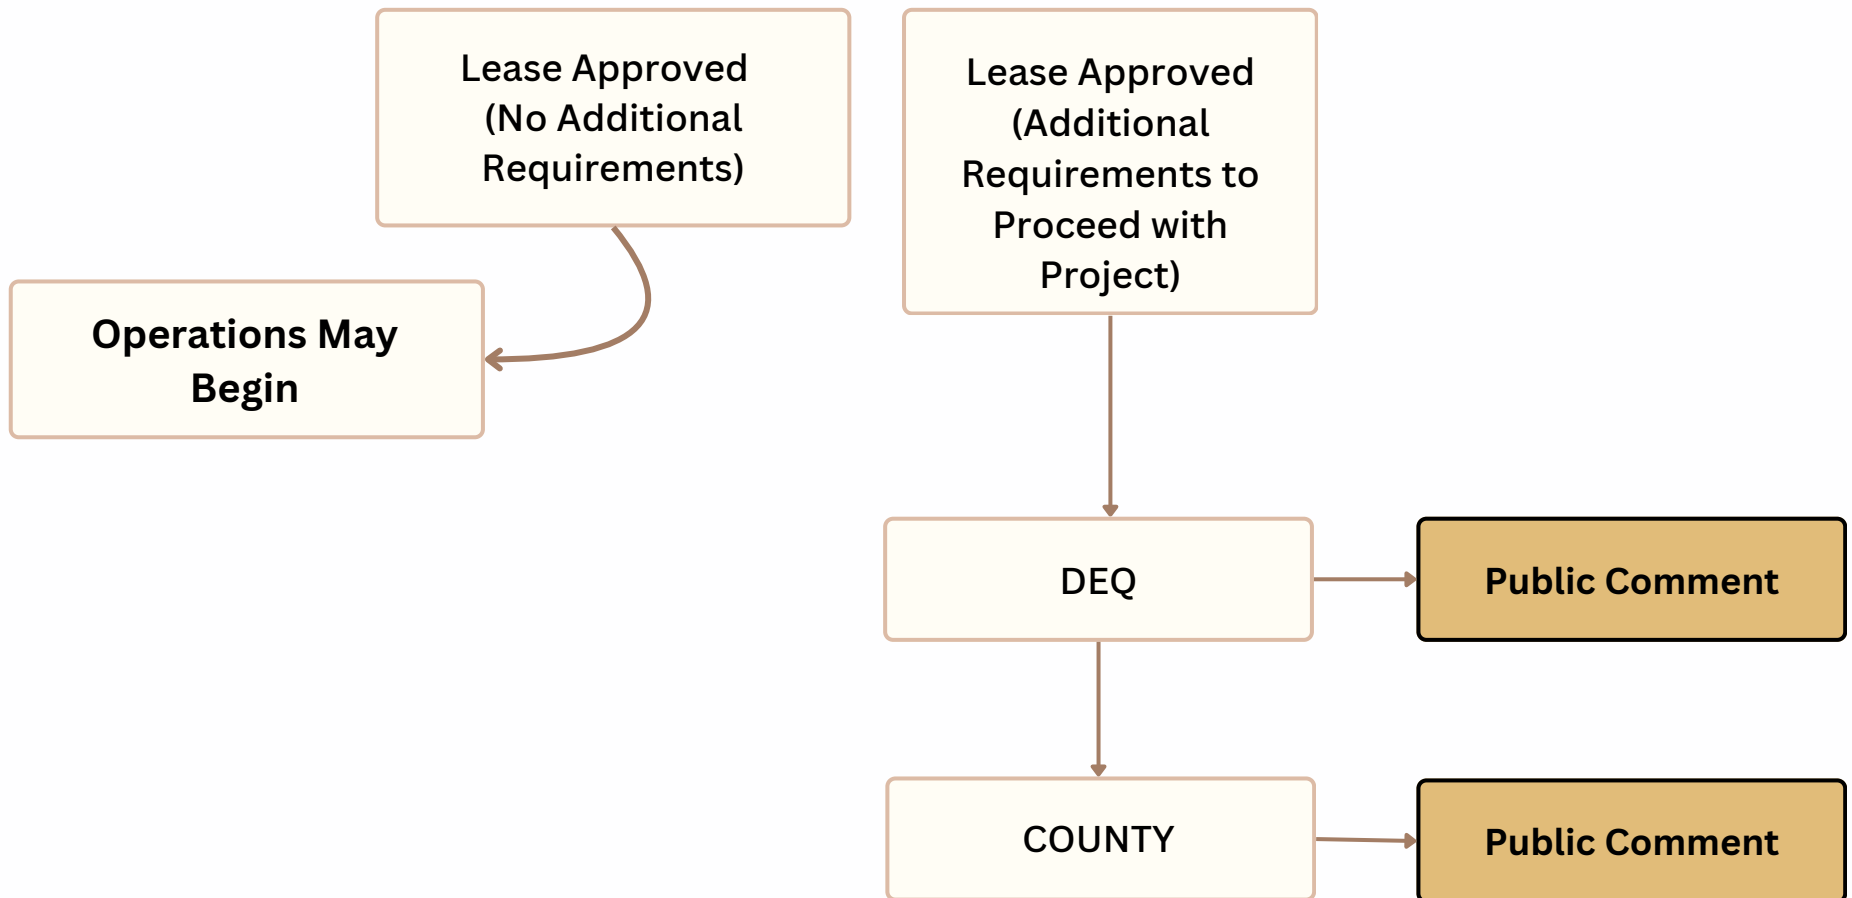 Lease Approved
(No Additional
Requirements)
Lease Approved
(Additional
Requirements to
Proceed with
Project)
Operations May
Begin
DEQ
Public Comment
COUNTY
Public Comment